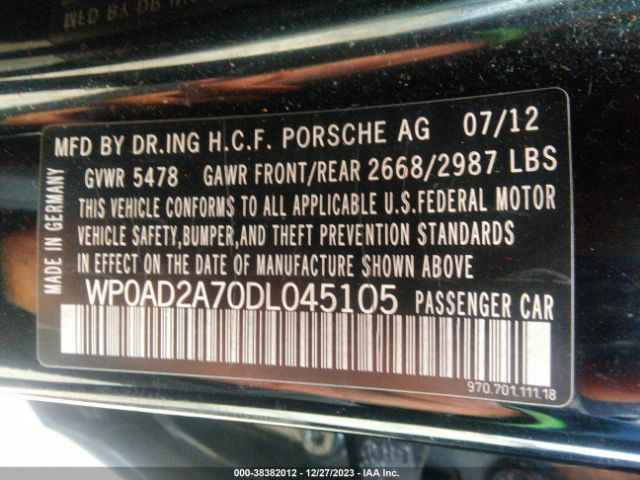 MFD BY DR.ING H.C.F. PORSCHE AG 07/12
GVWR 5478 GAWR FRONT/REAR 2668/2987 LBS
THIS VEHICLE CONFORMS TO ALL APPLICABLE U.S.FEDERAL MOTOR
VEHICLE SAFETY,BUMPER,AND THEFT PREVENTION STANDARDS
IN EFFECT ON THE DATE OF MANUFACTURE SHOWN ABOVE.
WP0AD2A70DL045105 PASSENGER CAR
970.701.111.18
MADE IN GERMANY
000-38382012 - 12/27/2023 - IAA Inc.